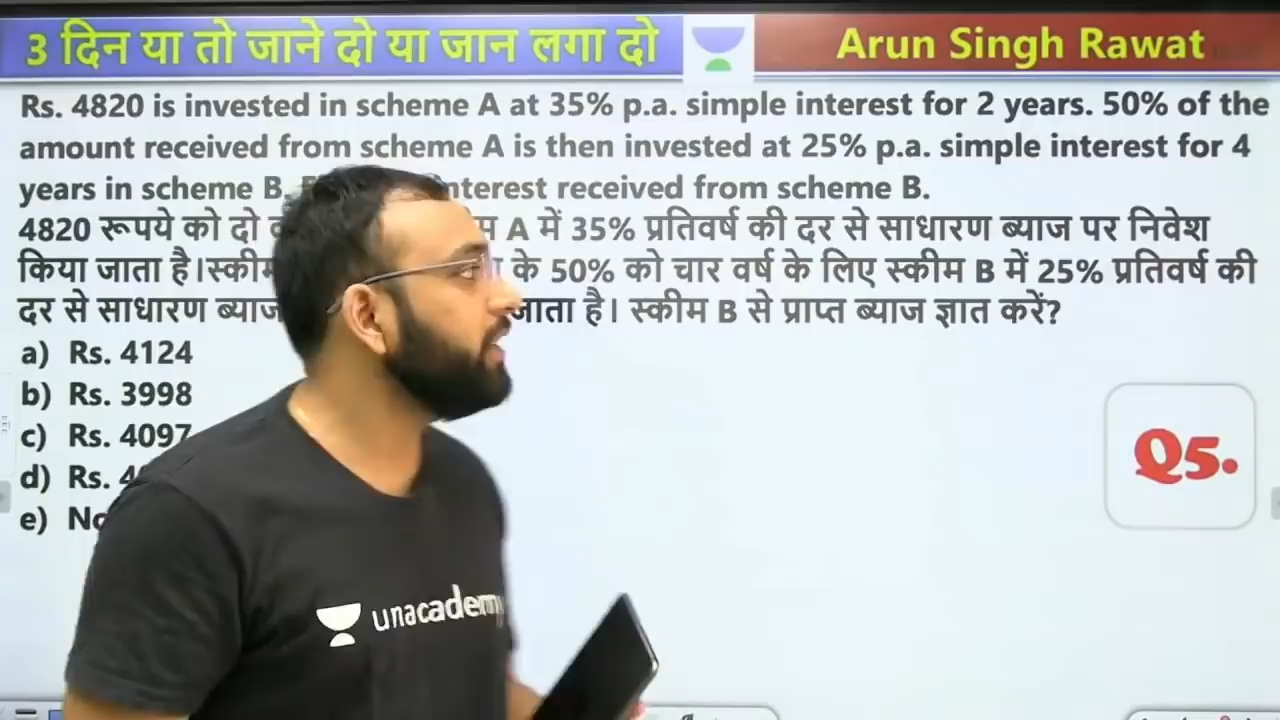 3 दिन या तो जाने दो या जान लगा दो
Arun Singh Rawat
Rs. 4820 is invested in scheme A at 35% p.a. simple interest for 2 years. 50% of the
amount received from scheme A is then invested at 25% p.a. simple interest for 4
years in scheme B. interest received from scheme B.
4820 रूपये को दो A में 35% प्रतिवर्ष की दर से साधारण ब्याज पर निवेश
किया जाता है।स्कीम के 50% को चार वर्ष के लिए स्कीम B में 25% प्रतिवर्ष की
दर से साधारण ब्याज जाता है। स्कीम B से प्राप्त ब्याज ज्ञात करें?
a) Rs. 4124
b) Rs. 3998
c) Rs. 4097
d) Rs.
e)
Q5.
unacademy